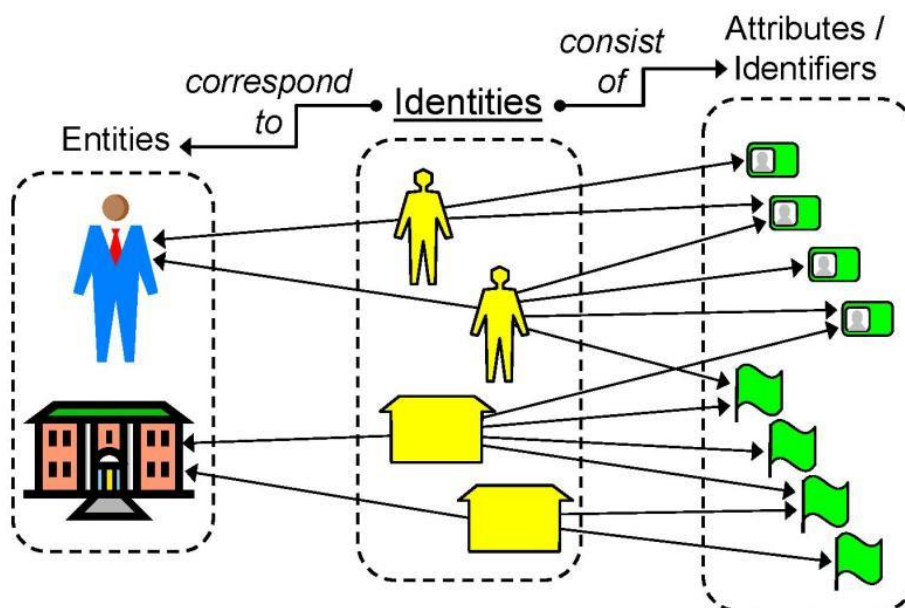 Entities
correspond
to
Identities
consist
of
Attributes /
Identifiers